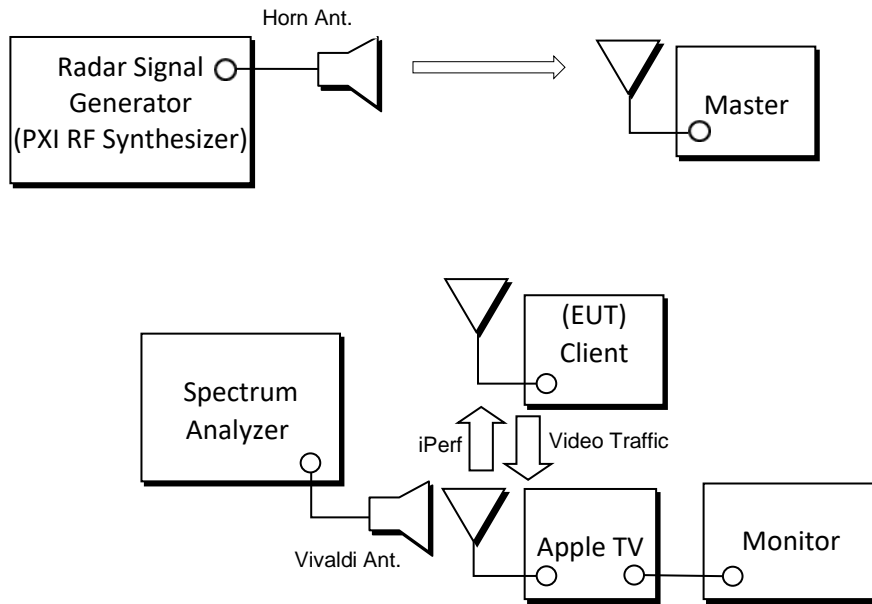 Horn Ant.
Radar Signal
Generator
(PXI RF Synthesizer)
Master
(EUT)
Client
Spectrum
Analyzer
iPerf
Video Traffic
Vivaldi Ant.
Apple TV
Monitor